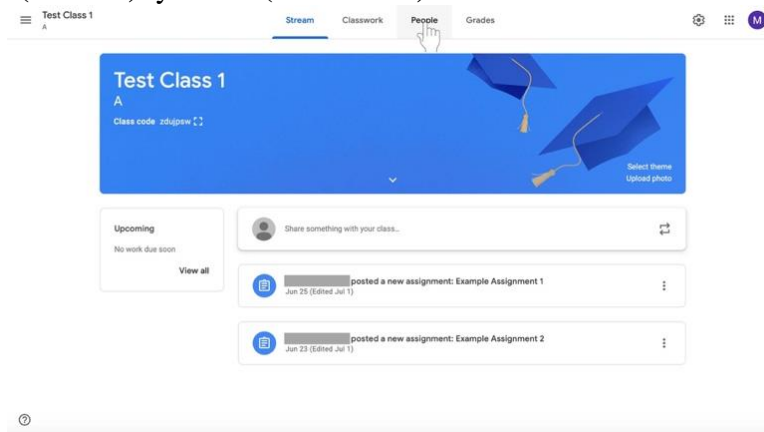 Test Class 1
A
Stream Classwork People Grades
M
Test Class 1
A
Class code zdujpsw
Select theme
Upload photo
Upcoming
No work due soon
View all
Share something with your class...
posted a new assignment: Example Assignment 1
Jun 25 (Edited Jul 1)
posted a new assignment: Example Assignment 2
Jun 23 (Edited Jul 1)